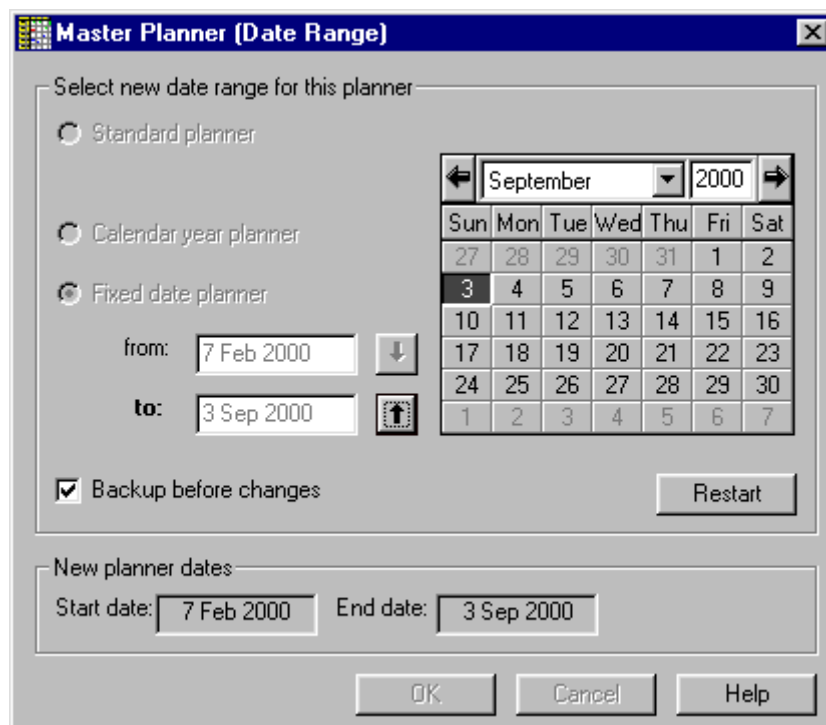 Master Planner (Date Range)
Select new date range for this planner
Standard planner
Calendar year planner
Fixed date planner
from: 7 Feb 2000
to: 3 Sep 2000
September 2000
Sun Mon Tue Wed Thu Fri Sat
27 28 29 30 31 1 2
3 4 5 6 7 8 9
10 11 12 13 14 15 16
17 18 19 20 21 22 23
24 25 26 27 28 29 30
1 2 3 4 5 6 7
Backup before changes
Restart
New planner dates
Start date: 7 Feb 2000 End date: 3 Sep 2000
OK Cancel Help